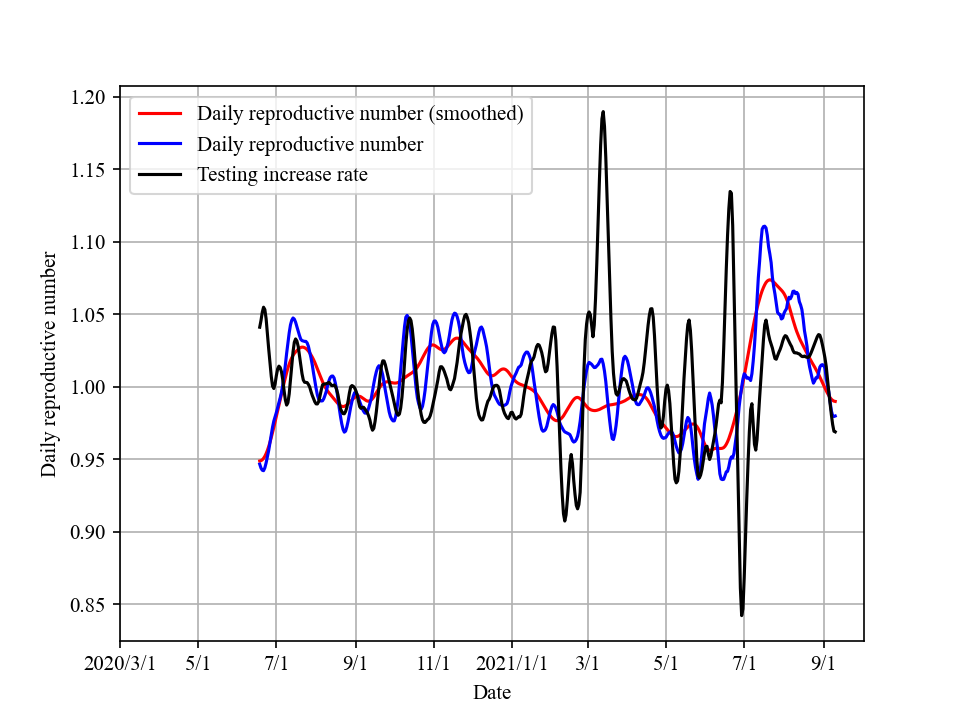 Daily reproductive number (smoothed)
Daily reproductive number
Testing increase rate
1.20
1.15
1.10
1.05
1.00
0.95
0.90
0.85
Daily reproductive number
2020/3/1 5/1 7/1 9/1 11/1 2021/1/1 3/1 5/1 7/1 9/1
Date